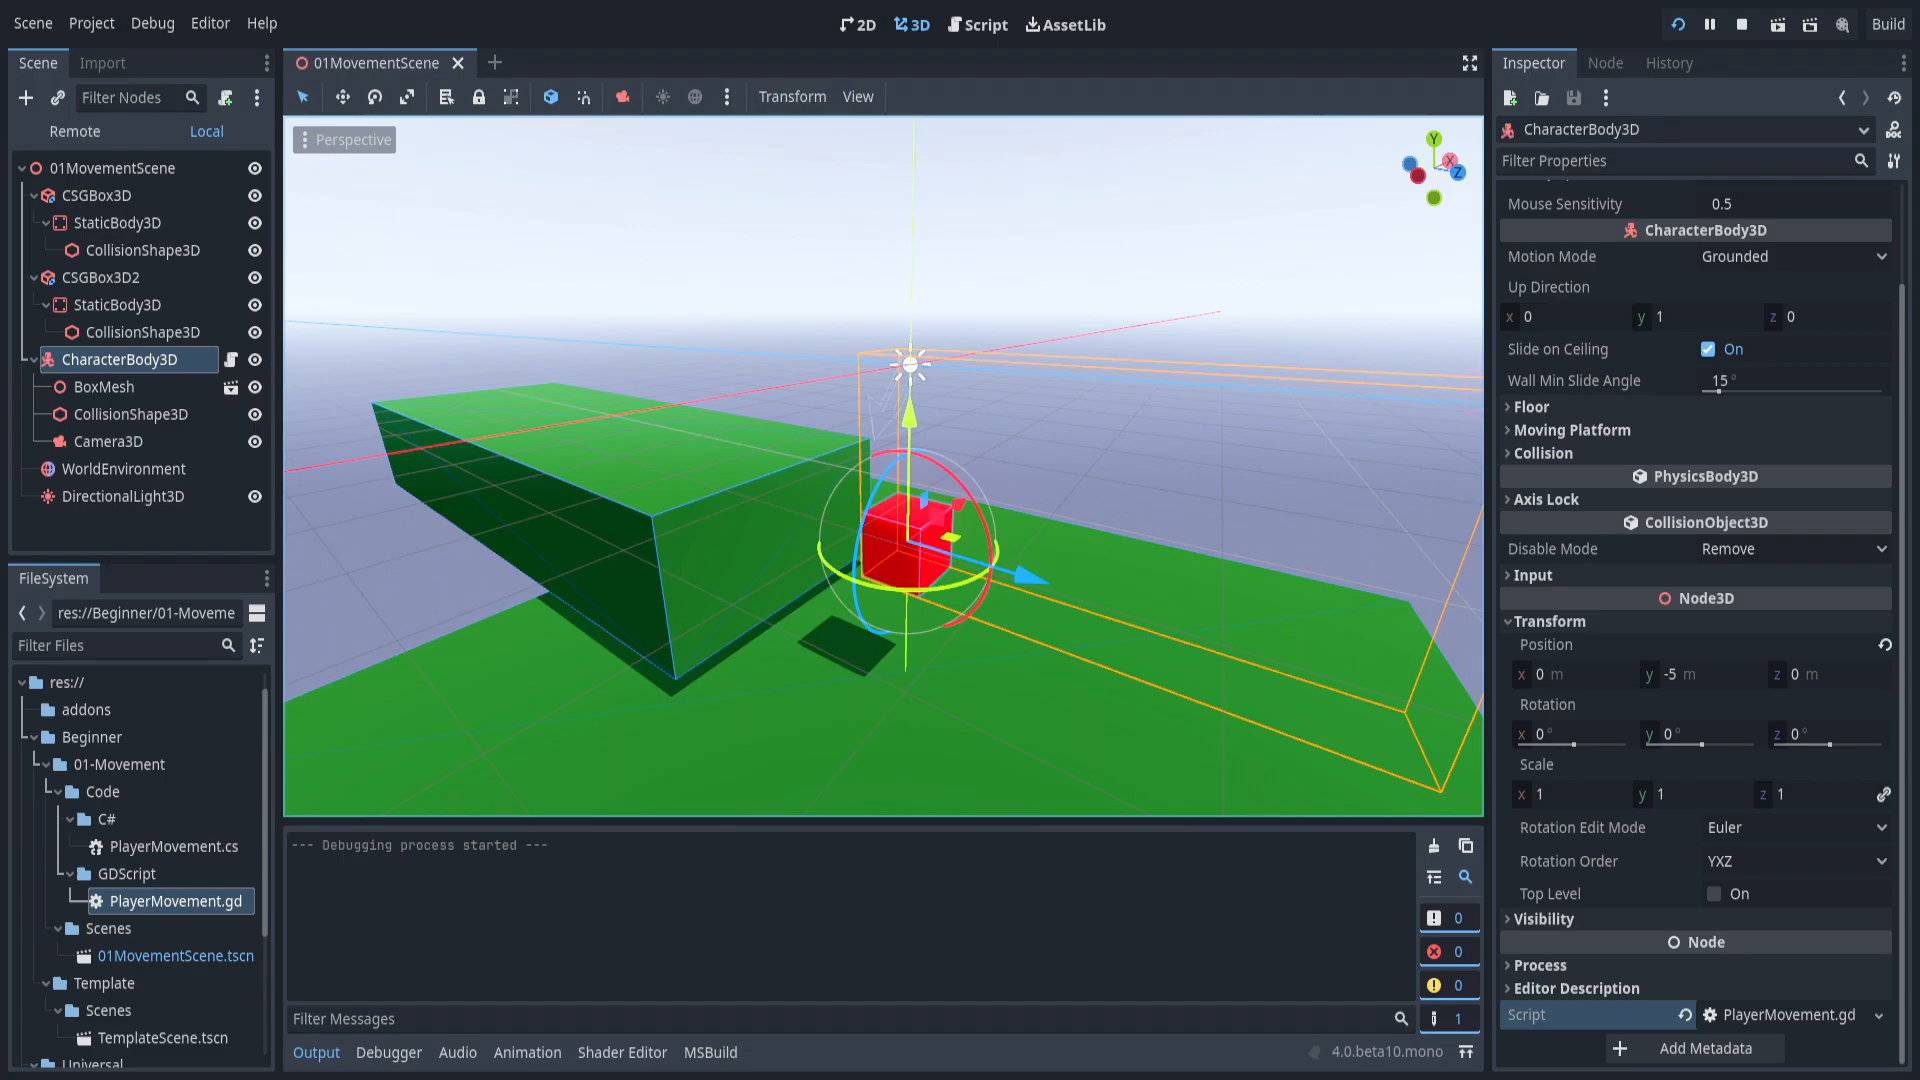 Scene Project Debug Editor Help
2D 3D Script AssetLib
Build
Scene Import
Filter Nodes
Remote Local
01MovementScene
CSGBox3D
StaticBody3D
CollisionShape3D
CSGBox3D2
StaticBody3D
CollisionShape3D
CharacterBody3D
BoxMesh
CollisionShape3D
Camera3D
WorldEnvironment
DirectionalLight3D
FileSystem
res://Beginner/01-Moveme
Filter Files
res://
addons
Beginner
01-Movement
Code
C#
PlayerMovement.cs
GDScript
PlayerMovement.gd
Scenes
01MovementScene.tscn
Template
Scenes
TemplateScene.tscn
Universal
01MovementScene
Transform View
Perspective
Y
X
Z
--- Debugging process started ---
0
0
0
1
Filter Messages
Output Debugger Audio Animation Shader Editor MSBuild
4.0.beta10.mono
Inspector Node History
CharacterBody3D
Filter Properties
Mouse Sensitivity 0.5
CharacterBody3D
Motion Mode Grounded
Up Direction
x 0 y 1 z 0
Slide on Ceiling On
Wall Min Slide Angle 15 °
Floor
Moving Platform
Collision
PhysicsBody3D
Axis Lock
CollisionObject3D
Disable Mode Remove
Input
Node3D
Transform
Position
x 0 m y -5 m z 0 m
Rotation
x 0 ° y 0 ° z 0 °
Scale
x 1 y 1 z 1
Rotation Edit Mode Euler
Rotation Order YXZ
Top Level On
Visibility
Node
Process
Editor Description
Script PlayerMovement.gd
Add Metadata